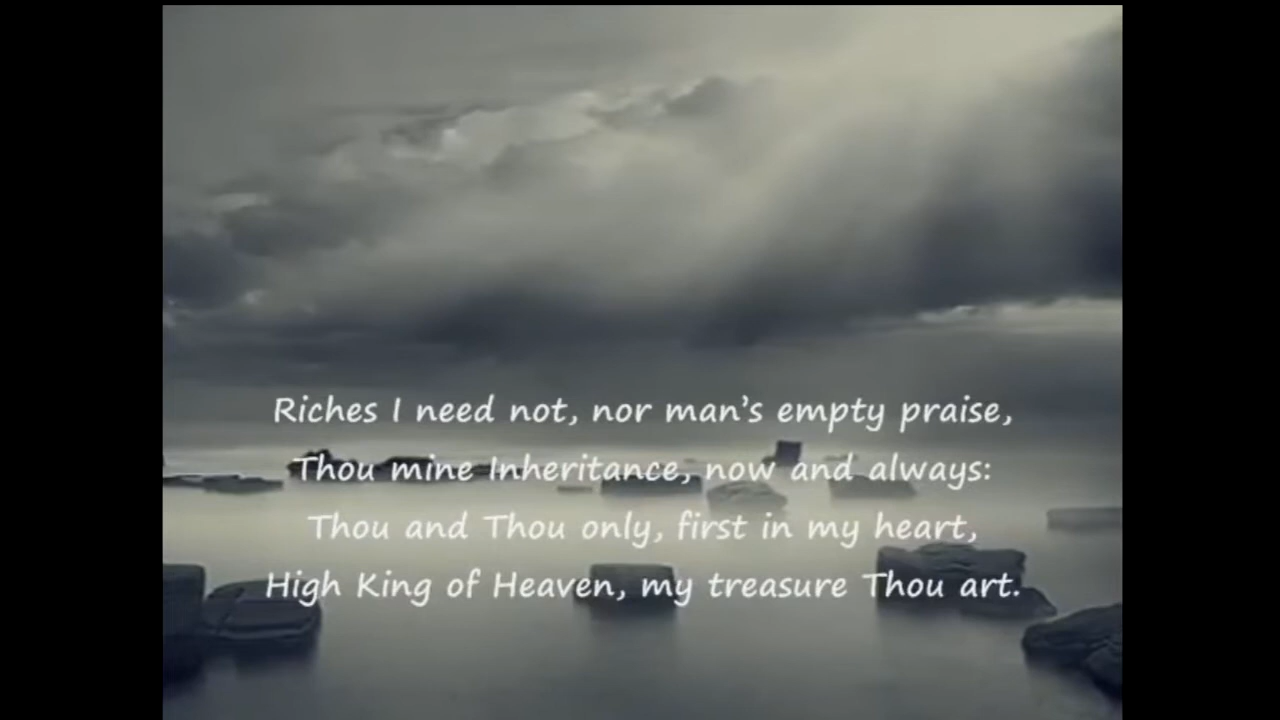 Riches I need not, nor man’s empty praise,
Thou mine Inheritance, now and always:
Thou and Thou only, first in my heart,
High King of Heaven, my treasure Thou art.